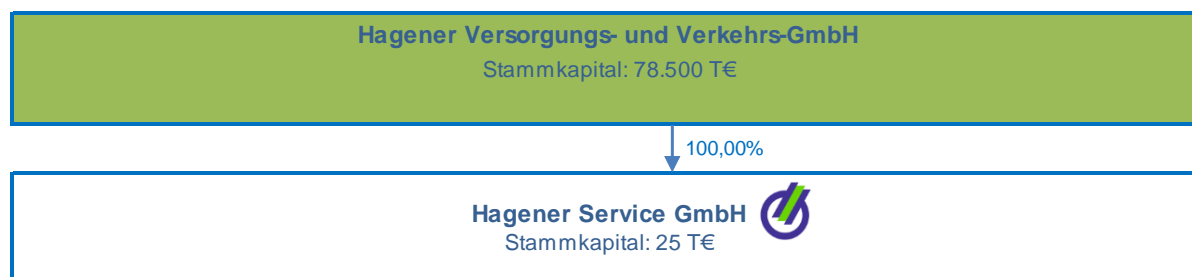 Hagener Versorgungs- und Verkehrs-GmbH
Stammkapital: 78.500 T€
100,00%
Hagener Service GmbH
Stammkapital: 25 T€